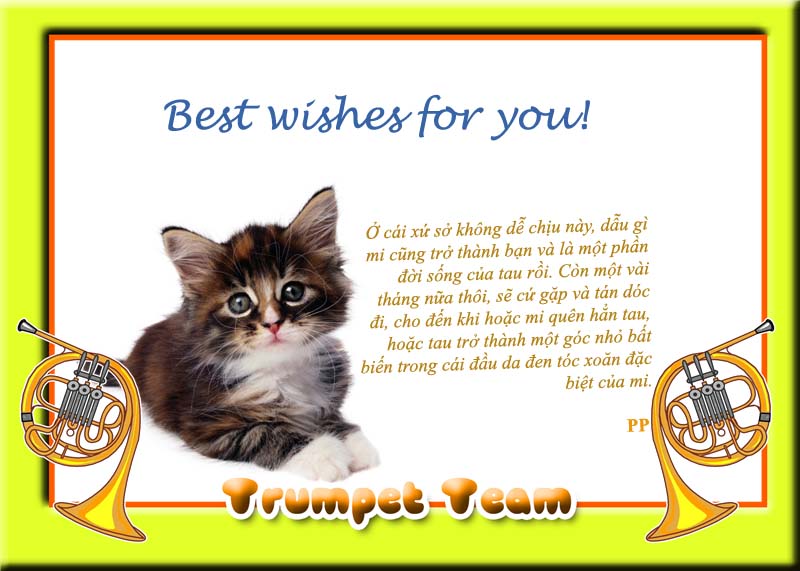 Best wishes for you!
Ở cái xứ sở không dễ chịu này, dẫu gì
mi cũng trở thành bạn và là một phần
đời sống của tau rồi. Còn một vài
tháng nữa thôi, sẽ cứ gặp và tán dóc
đi, cho đến khi hoặc mi quên hẳn tau,
hoặc tau trở thành một góc nhỏ bất
biến trong cái đầu da đen tóc xoăn đặc
biệt của mi.
PP
Trumpet Team